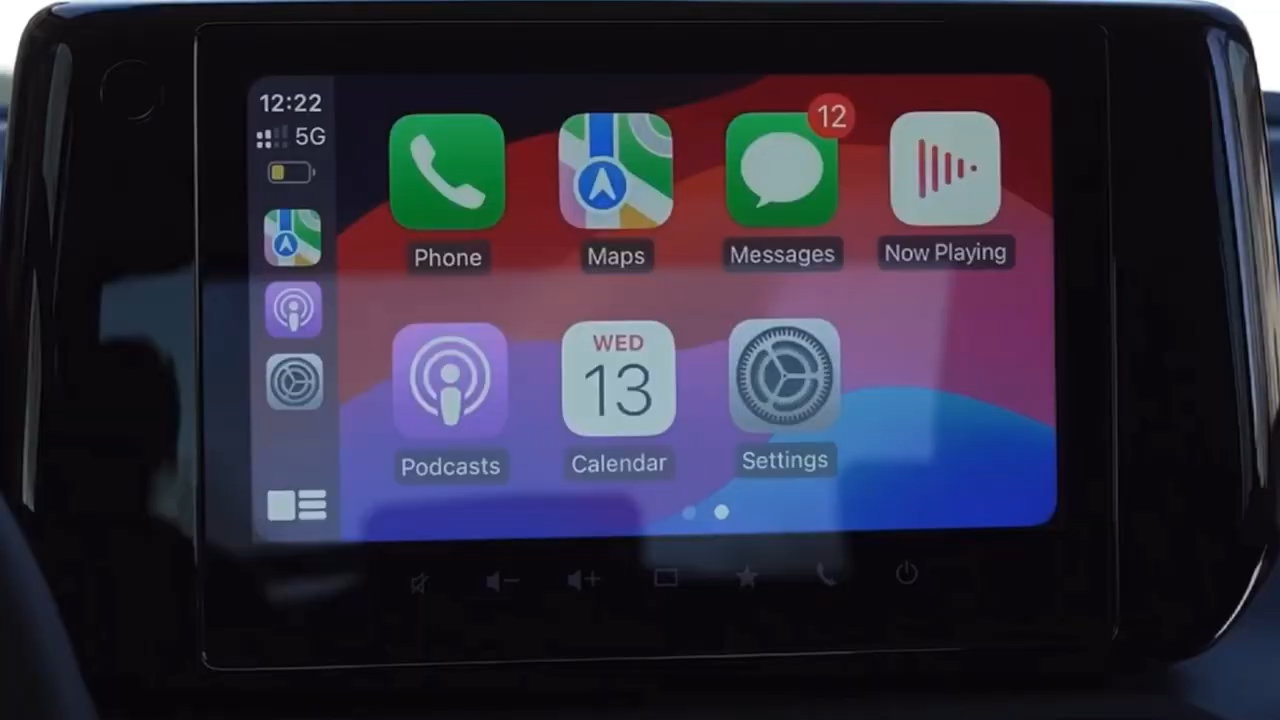 12:22
5G
12
Phone
Maps
Messages
Now Playing
WED
13
Podcasts
Calendar
Settings